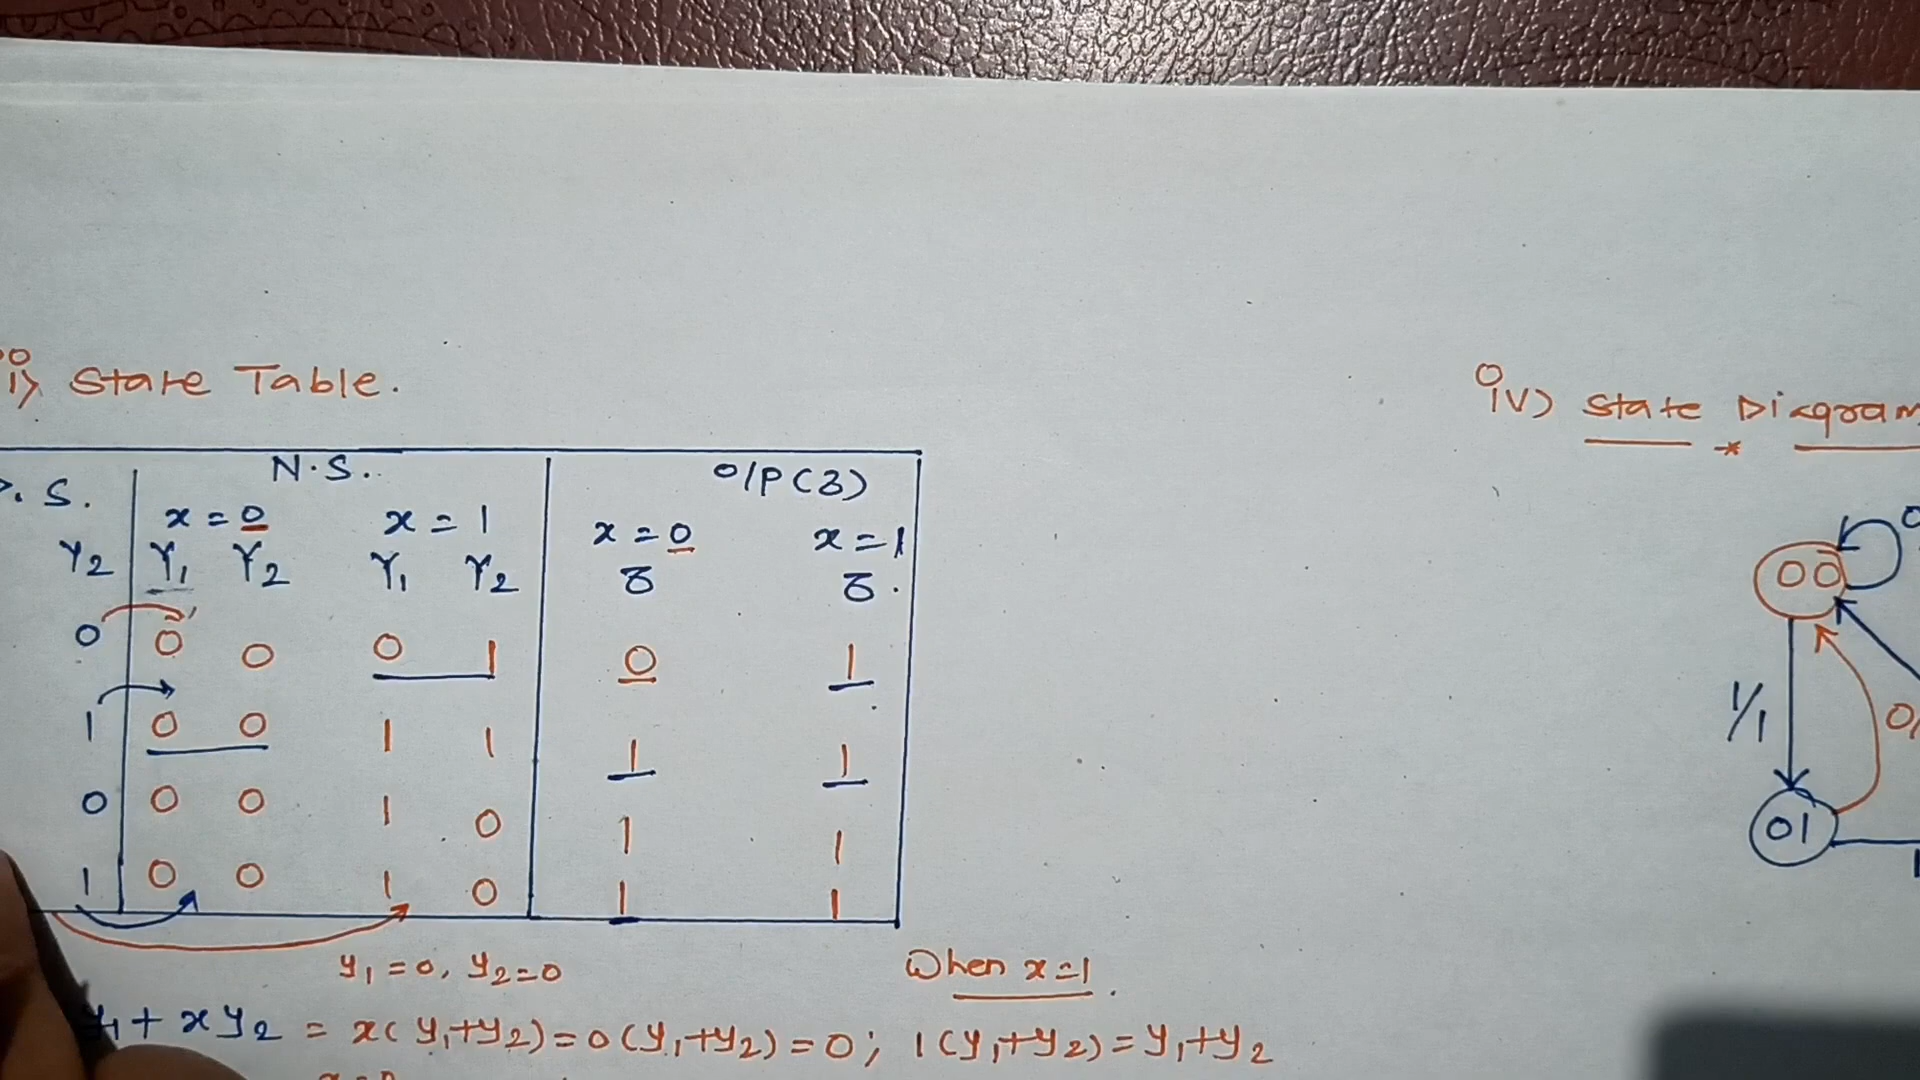 i) State Table.
P. S. N.S. O/P(z)
x=0 x=1 x=0 x=1
Y2 Y1 Y2 Y1 Y2 z z.
0 0 0 0 1 0 1
1 0 0 1 1 1 1
0 0 0 1 0 1 1
1 0 0 1 0 1 1
y1=0, y2=0 When x=1.
y1+xy2 = x(y1+y2)=0(y1+y2)=0; 1(y1+y2)=y1+y2
iv) State Diagram
00
1/1
01